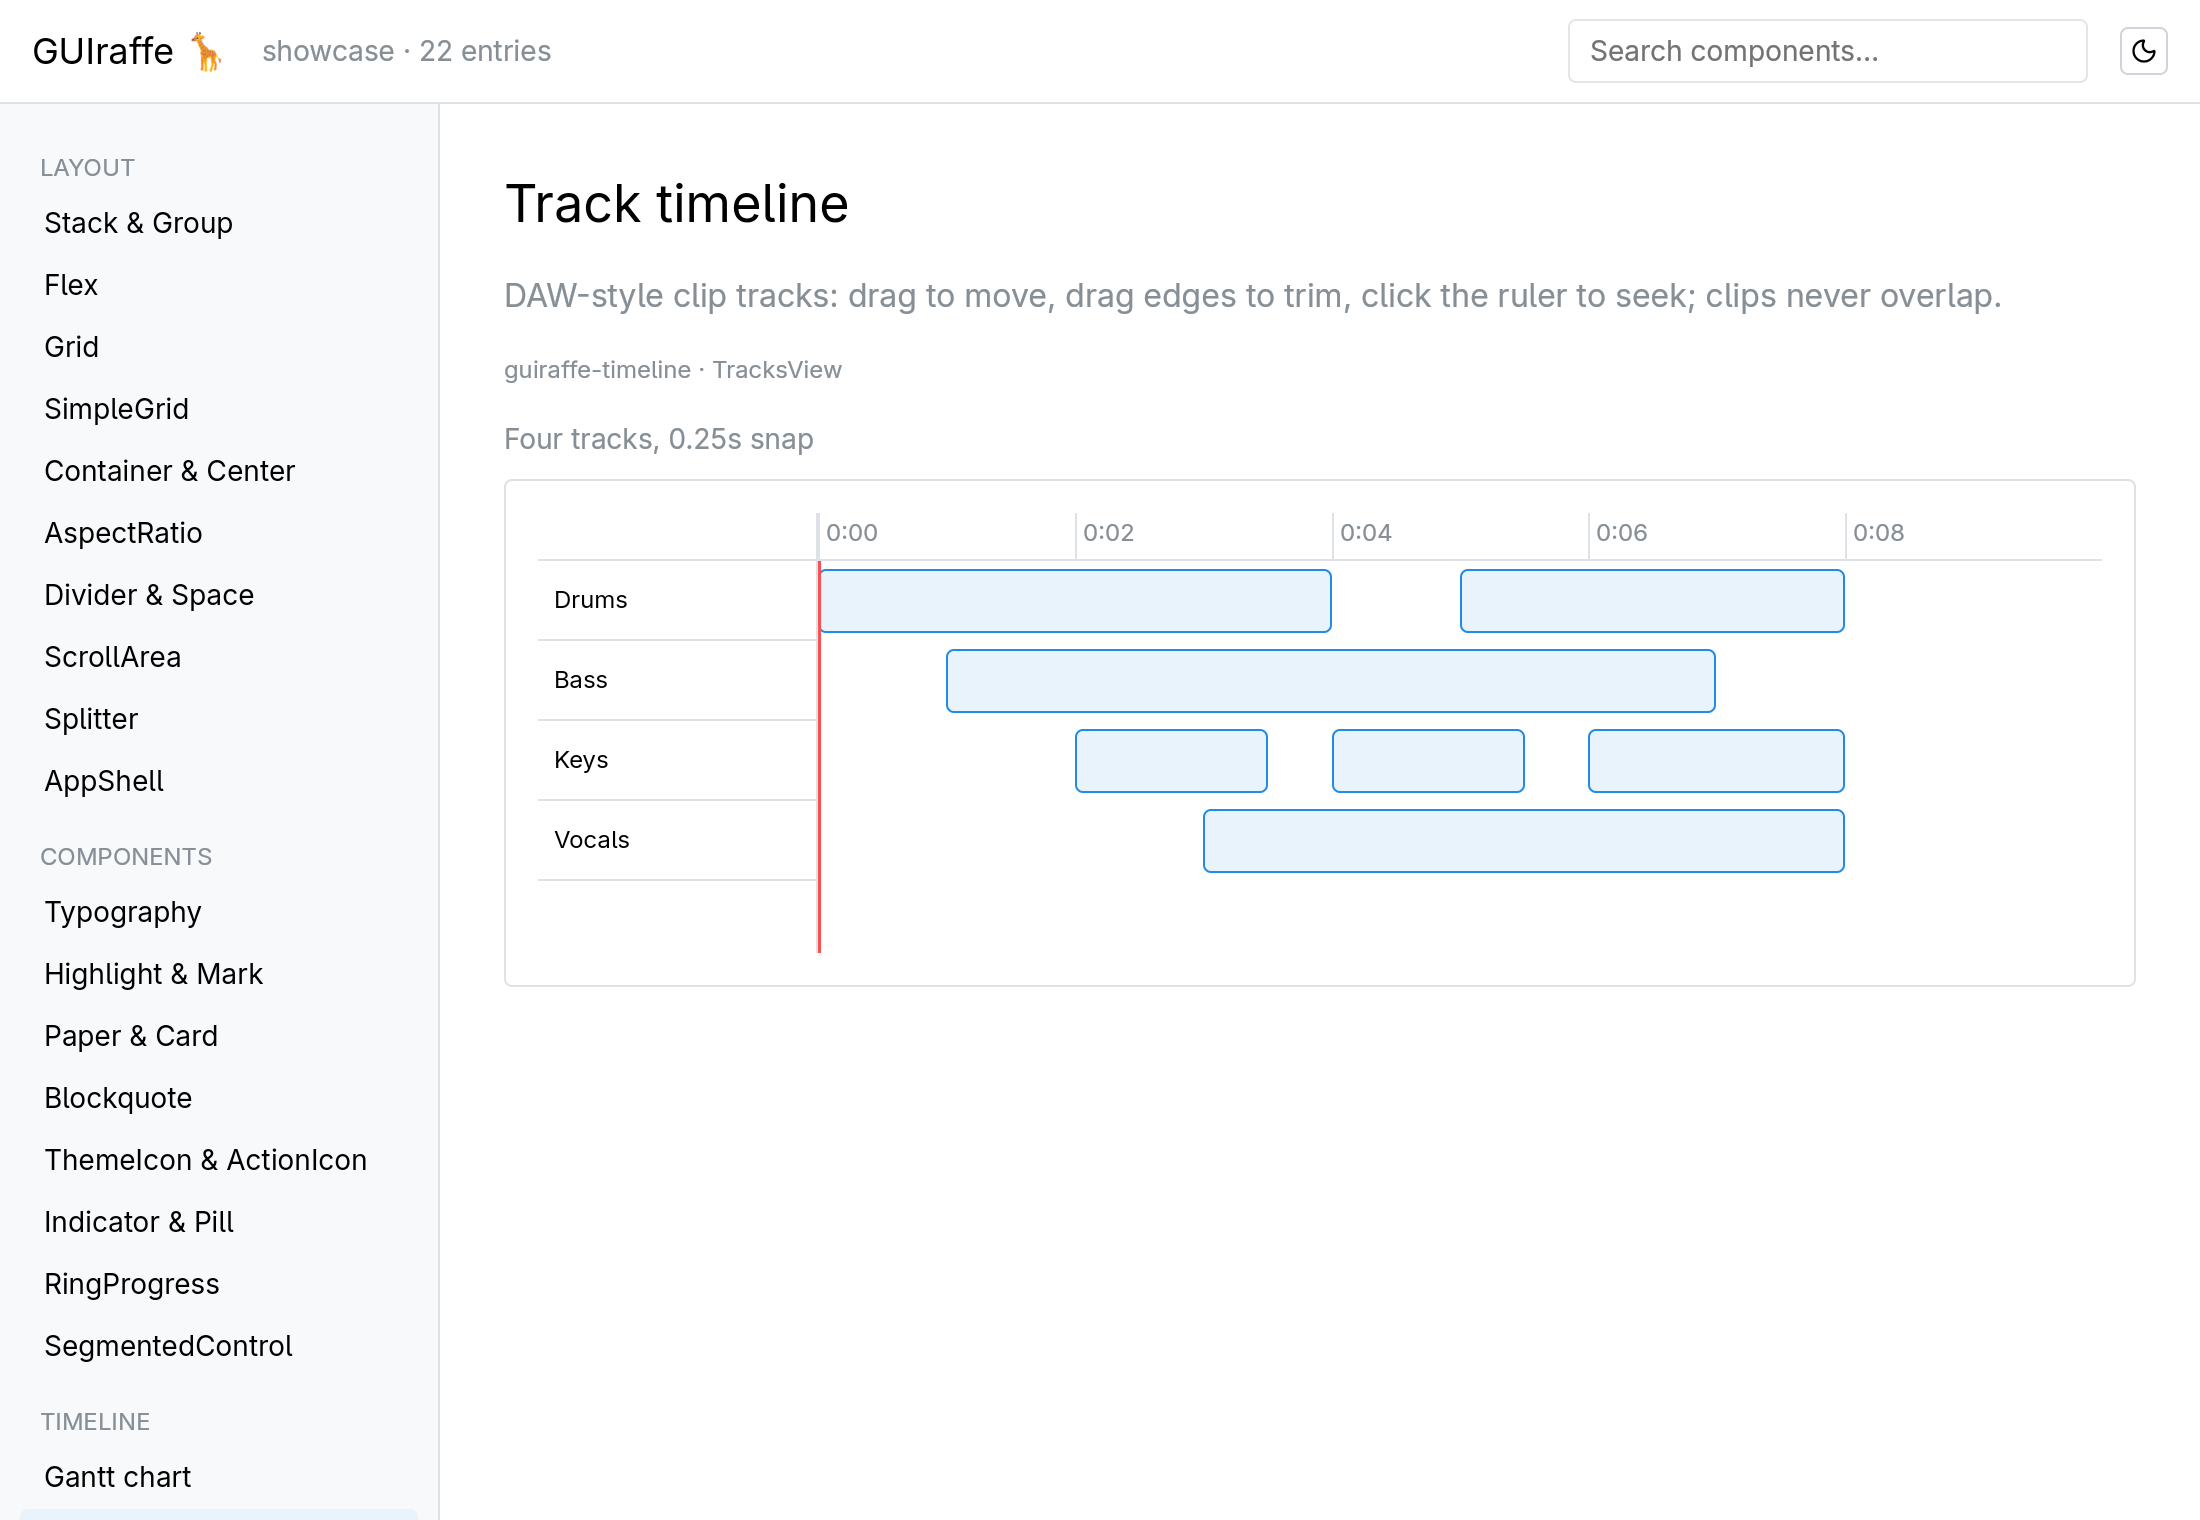 GUIraffe 🦒 showcase · 22 entries
Search components...
LAYOUT
Stack & Group
Flex
Grid
SimpleGrid
Container & Center
AspectRatio
Divider & Space
ScrollArea
Splitter
AppShell
COMPONENTS
Typography
Highlight & Mark
Paper & Card
Blockquote
ThemeIcon & ActionIcon
Indicator & Pill
RingProgress
SegmentedControl
TIMELINE
Gantt chart
Track timeline
DAW-style clip tracks: drag to move, drag edges to trim, click the ruler to seek; clips never overlap.
guiraffe-timeline · TracksView
Four tracks, 0.25s snap
0:00 0:02 0:04 0:06 0:08
Drums
Bass
Keys
Vocals